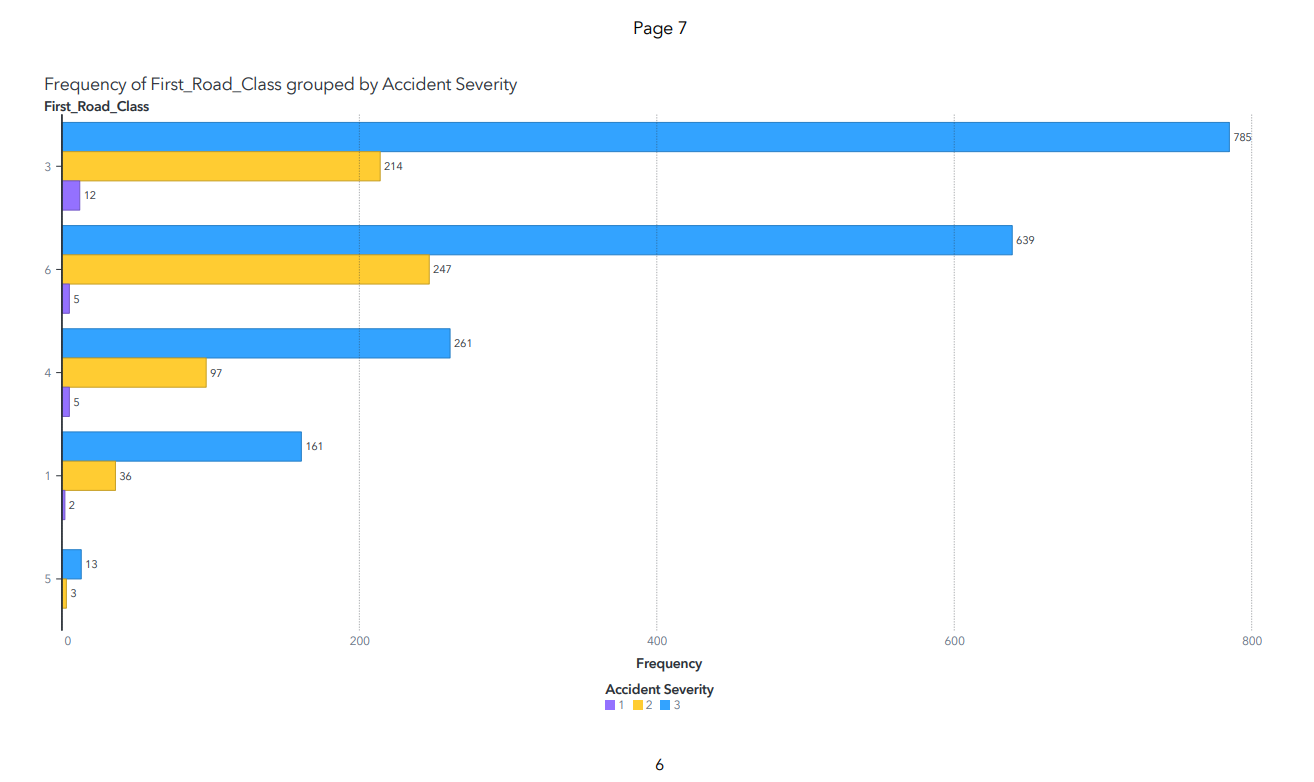 Page 7
Frequency of First_Road_Class grouped by Accident Severity
First_Road_Class
785
3
214
12
639
6
247
5
261
4
97
5
161
1
36
2
13
5
3
0 200 400 600 800
Frequency
Accident Severity
1 2 3
6